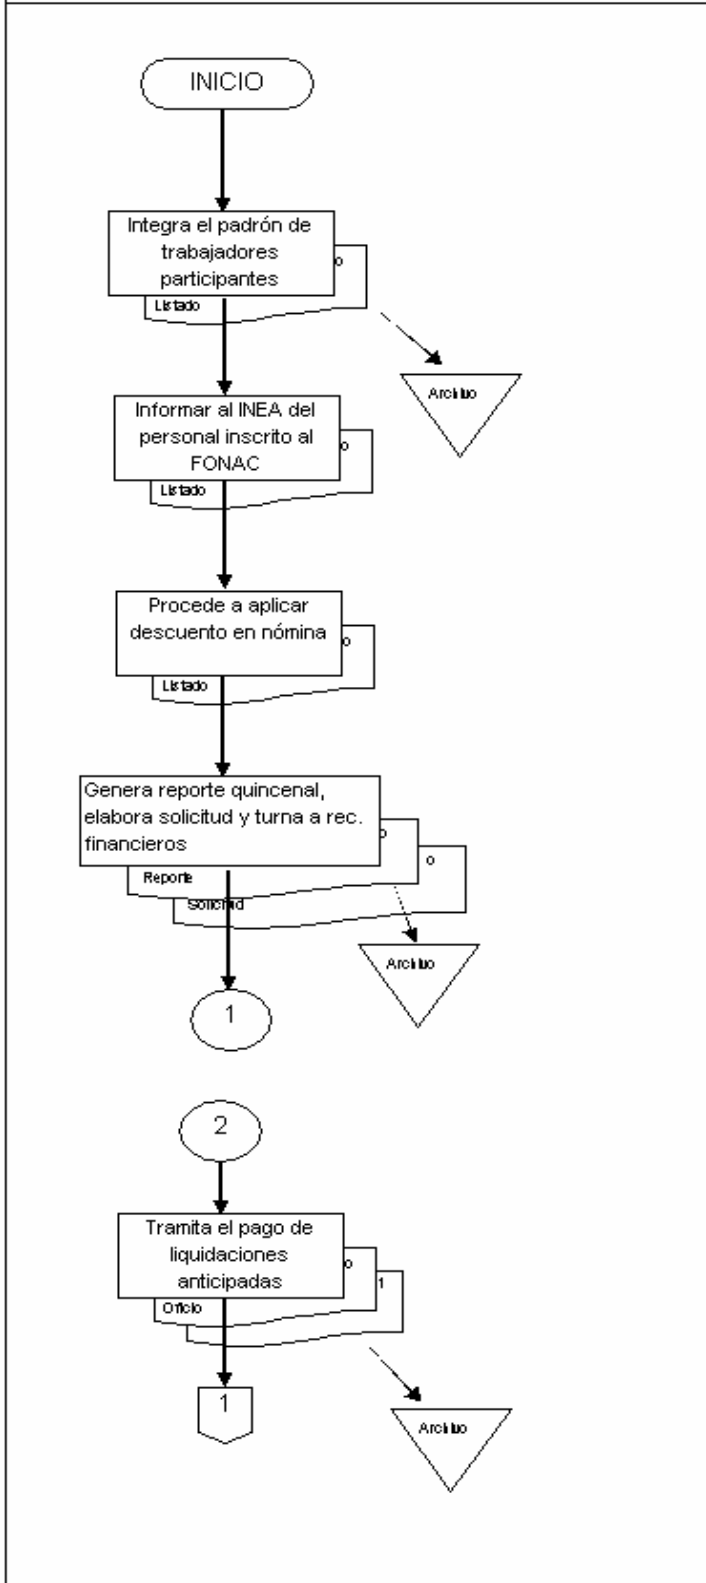 INICIO
Integra el padrón de
trabajadores
participantes
o
Listado
Archivo
Informar al INEA del
personal inscrito al
FONAC
o
Listado
Procede a aplicar
descuento en nómina
o
Listado
Genera reporte quincenal,
elabora solicitud y turna a rec.
financieros
o
o
Reporte
Solicitud
Archivo
1
2
Tramita el pago de
liquidaciones
anticipadas
o
1
Oficio
1
Archivo